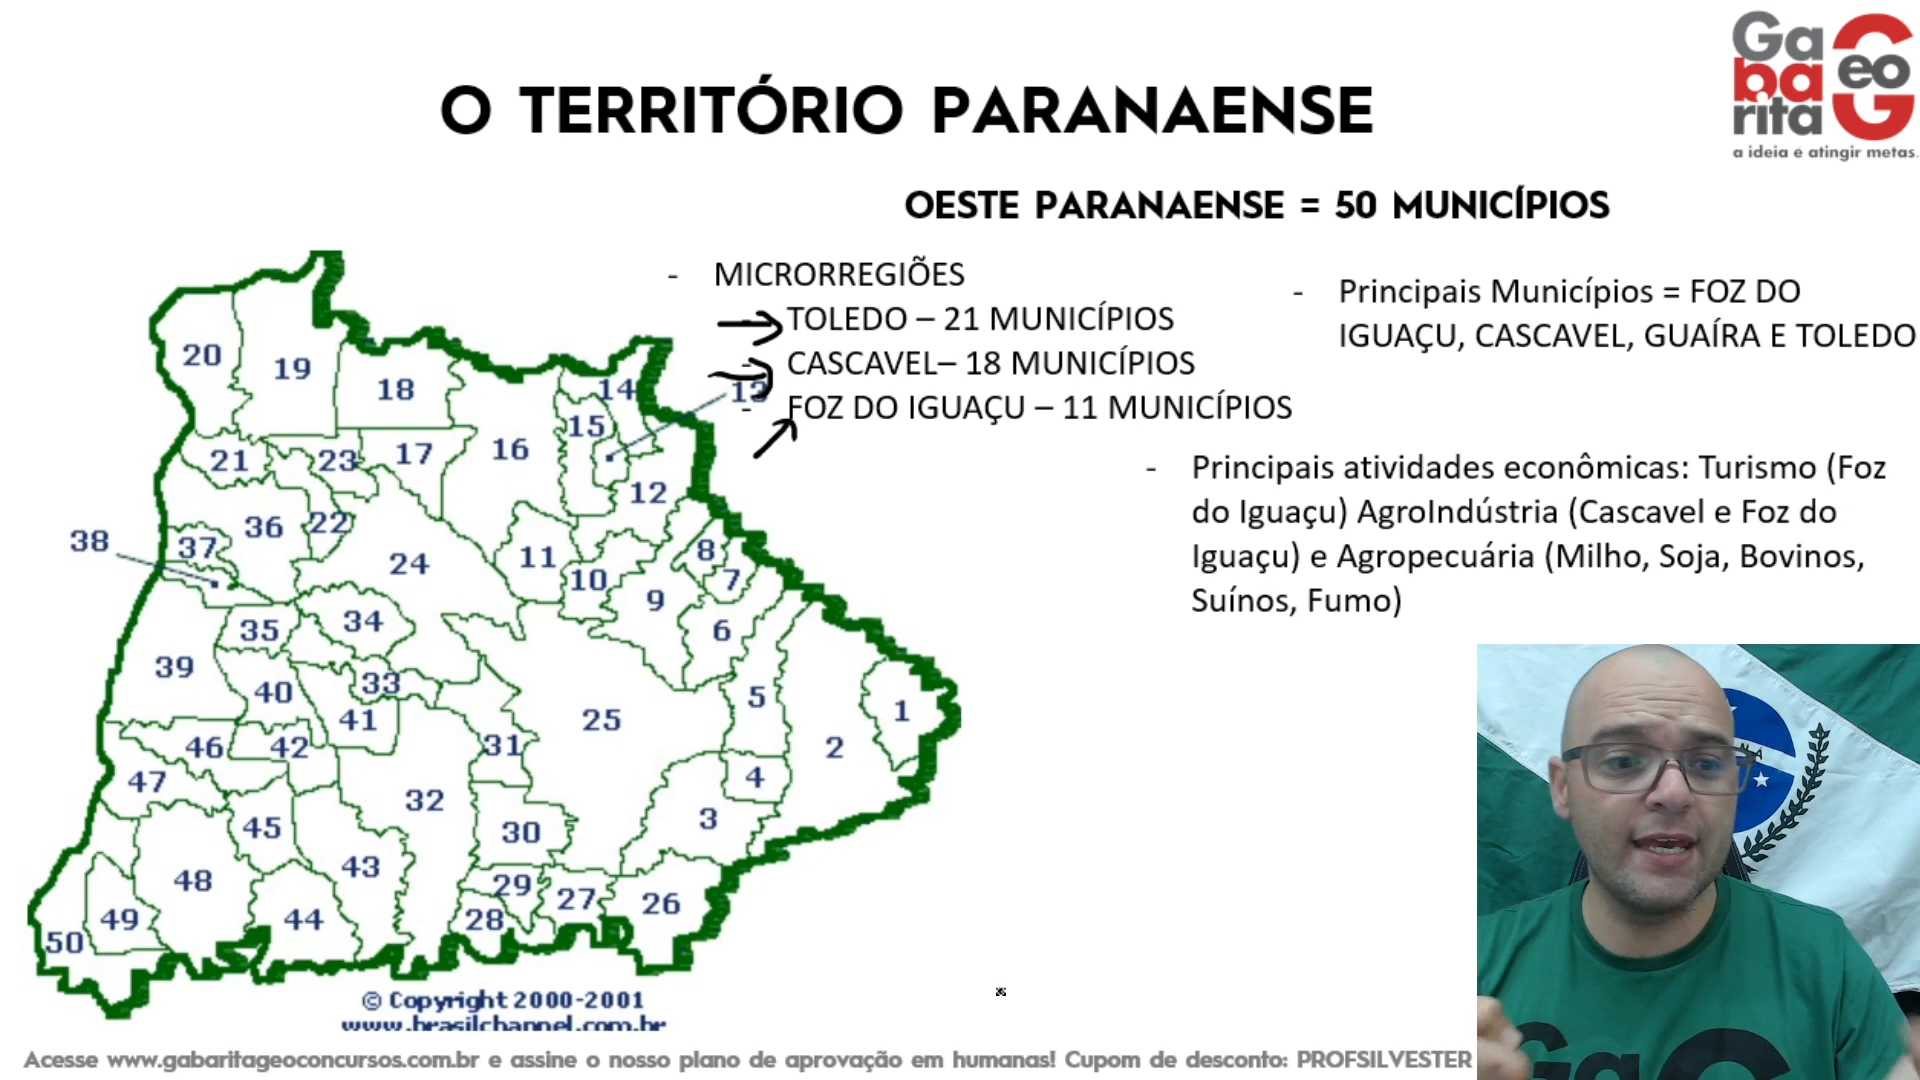 Ga
ba
rita
Geo
G
a ideia e atingir metas.
O TERRITÓRIO PARANAENSE
OESTE PARANAENSE = 50 MUNICÍPIOS
- MICRORREGIÕES
- TOLEDO – 21 MUNICÍPIOS
- CASCAVEL– 18 MUNICÍPIOS
- FOZ DO IGUAÇU – 11 MUNICÍPIOS
- Principais Municípios = FOZ DO
IGUAÇU, CASCAVEL, GUAÍRA E TOLEDO
- Principais atividades econômicas: Turismo (Foz
do Iguaçu) AgroIndústria (Cascavel e Foz do
Iguaçu) e Agropecuária (Milho, Soja, Bovinos,
Suínos, Fumo)
20
19
18
14
13
15
16
17
21
23
12
36
22
38
37
24
11
8
10
7
9
35
34
6
39
33
40
5
1
41
25
46
42
31
2
47
4
32
3
45
30
43
48
29
27
26
49
44
28
50
© Copyright 2000-2001
www.brasilchannel.com.br
Acesse www.gabaritageoconcursos.com.br e assine o nosso plano de aprovação em humanas! Cupom de desconto: PROFSILVESTER